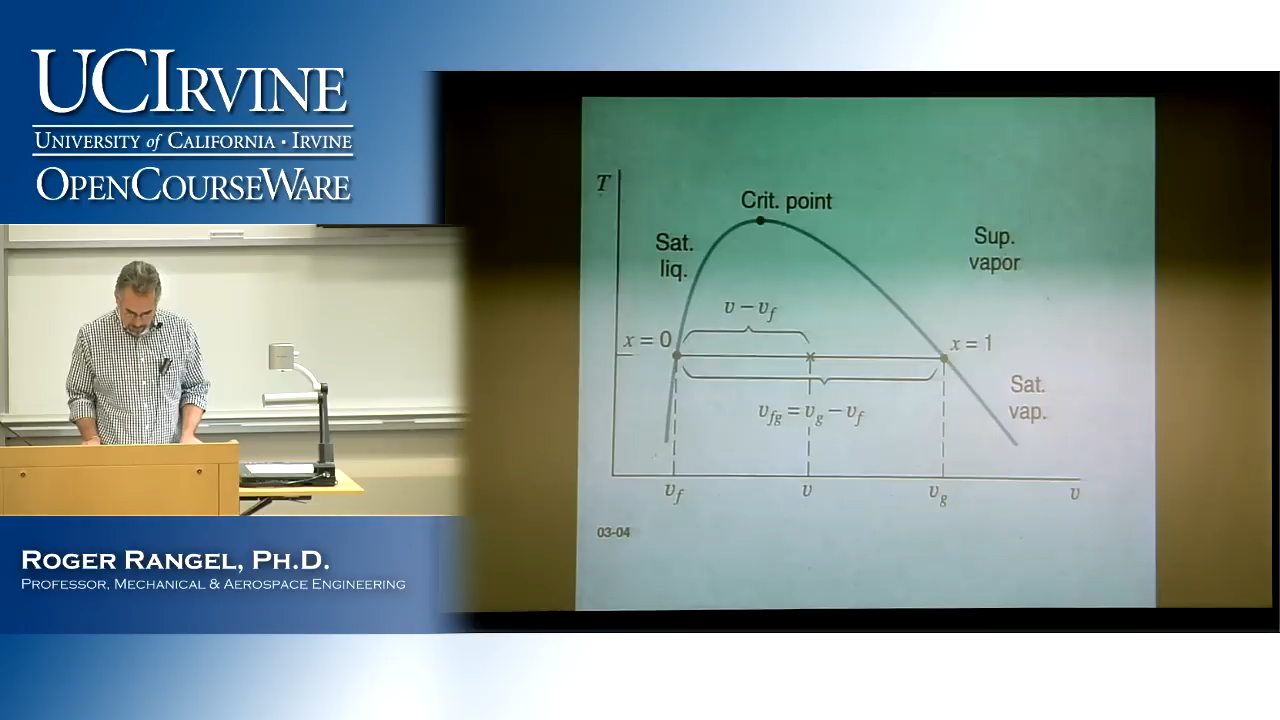 UCIRVINE
UNIVERSITY of CALIFORNIA · IRVINE
OPENCOURSEWARE
T
Crit. point
Sat.
liq.
Sup.
vapor
v − v_f
x = 0
x = 1
Sat.
vap.
v_fg = v_g − v_f
v_f
v
v_g
v
03-04
ROGER RANGEL, PH.D.
PROFESSOR, MECHANICAL & AEROSPACE ENGINEERING